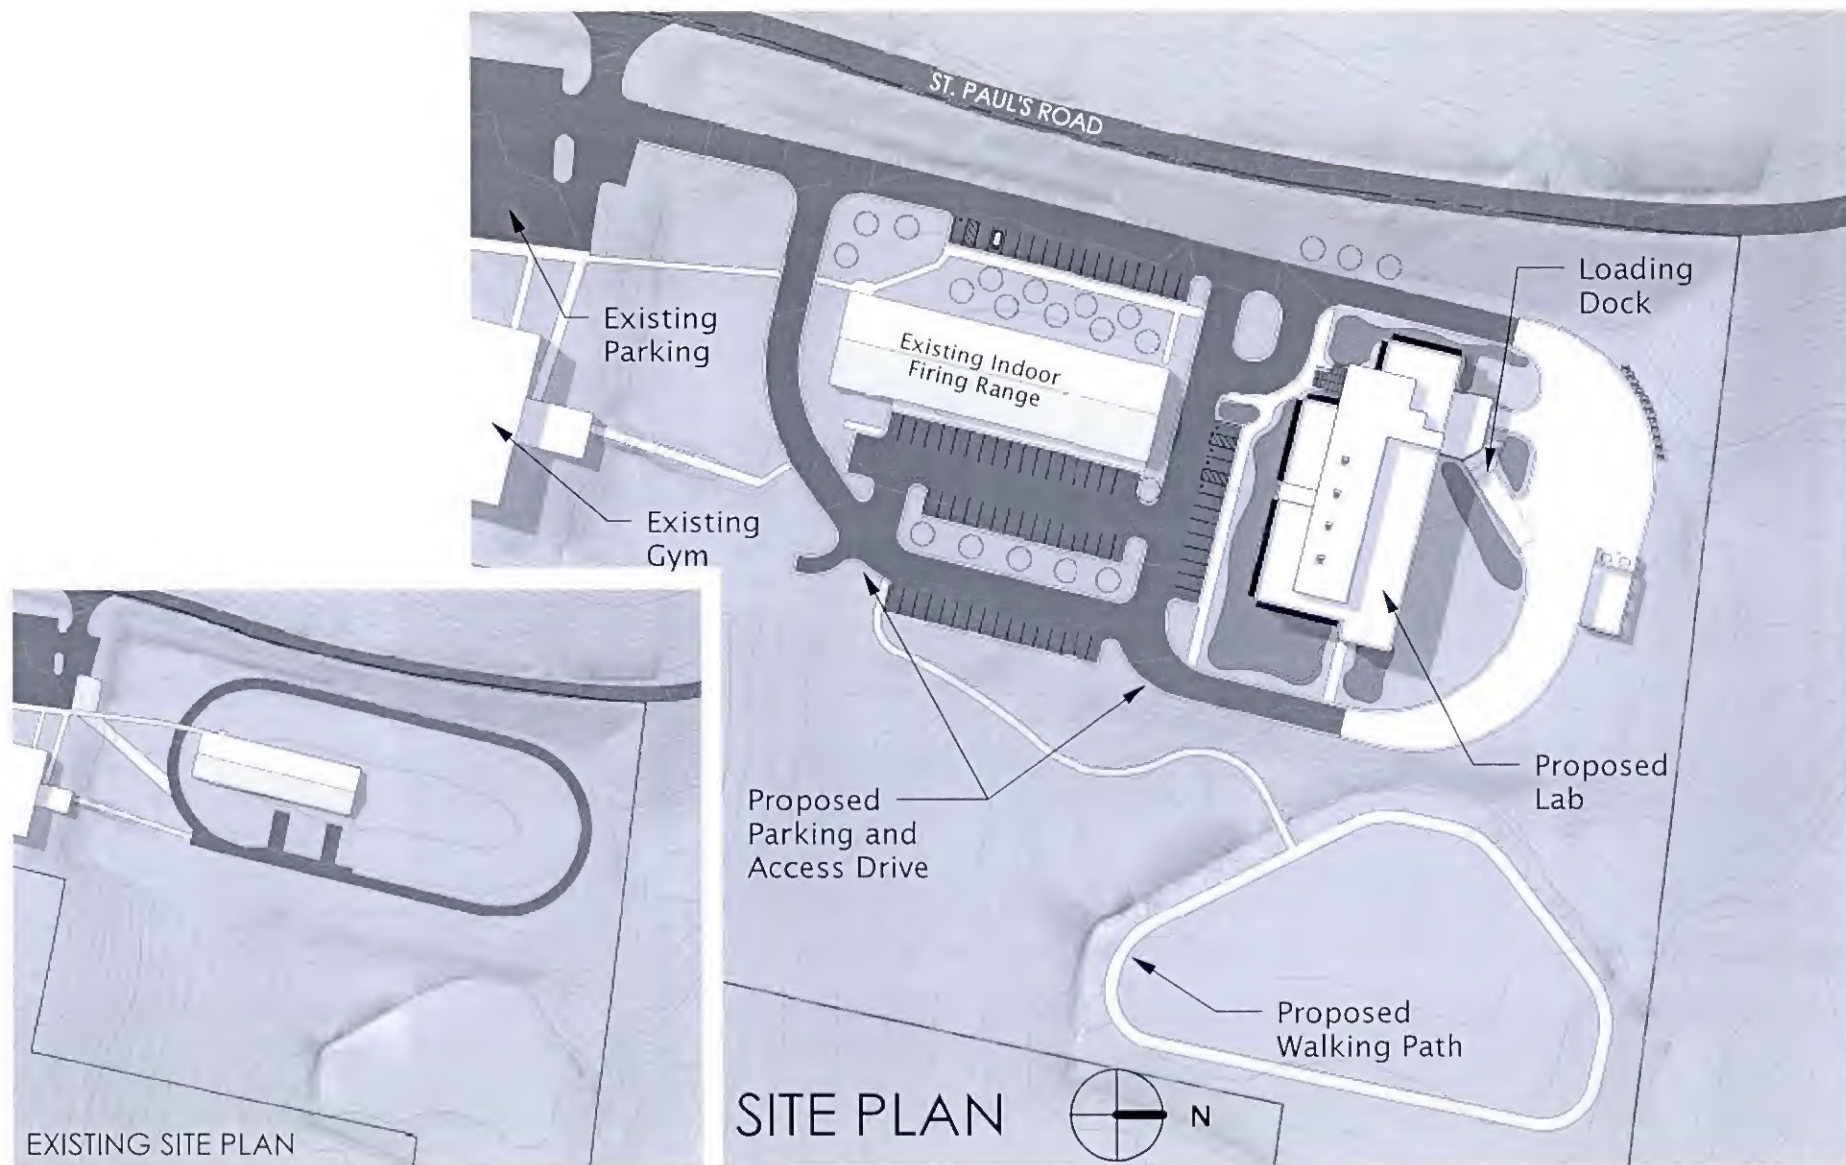 ST. PAUL'S ROAD
Loading
Dock
Existing
Parking
Existing Indoor
Firing Range
Existing
Gym
Proposed
Lab
Proposed
Parking and
Access Drive
Proposed
Walking Path
SITE PLAN
N
EXISTING SITE PLAN